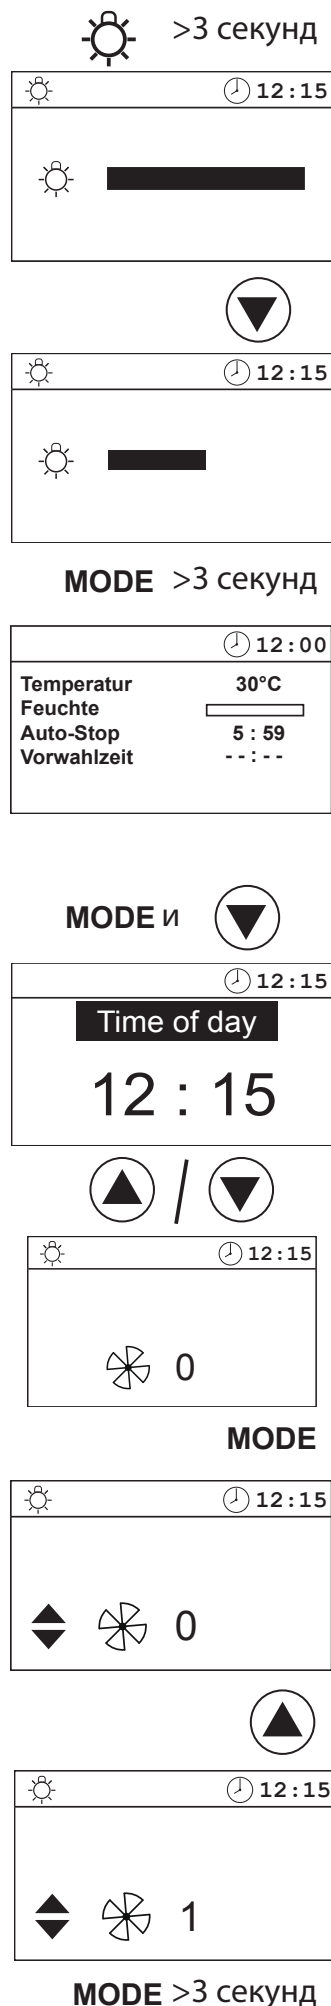 >3 секунд
12:15
12:15
MODE >3 секунд
12:00
Temperatur 30°C
Feuchte
Auto-Stop 5 : 59
Vorwahlzeit - - : - -
MODE и
12:15
Time of day
12 : 15
/
12:15
0
MODE
12:15
0
12:15
1
MODE >3 секунд